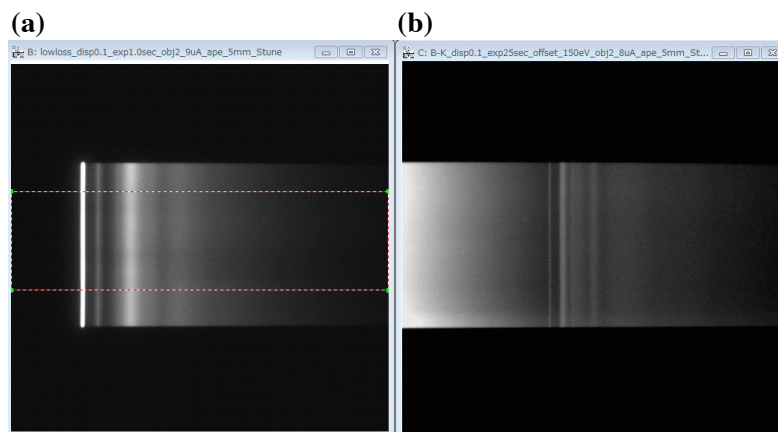 (a)
(b)
B: lowloss_disp0.1_exp1.0sec_obj2_9uA_ape_5mm_Stune
C: B-K_disp0.1_exp25sec_offset_150eV_obj2_8uA_ape_5mm_St...